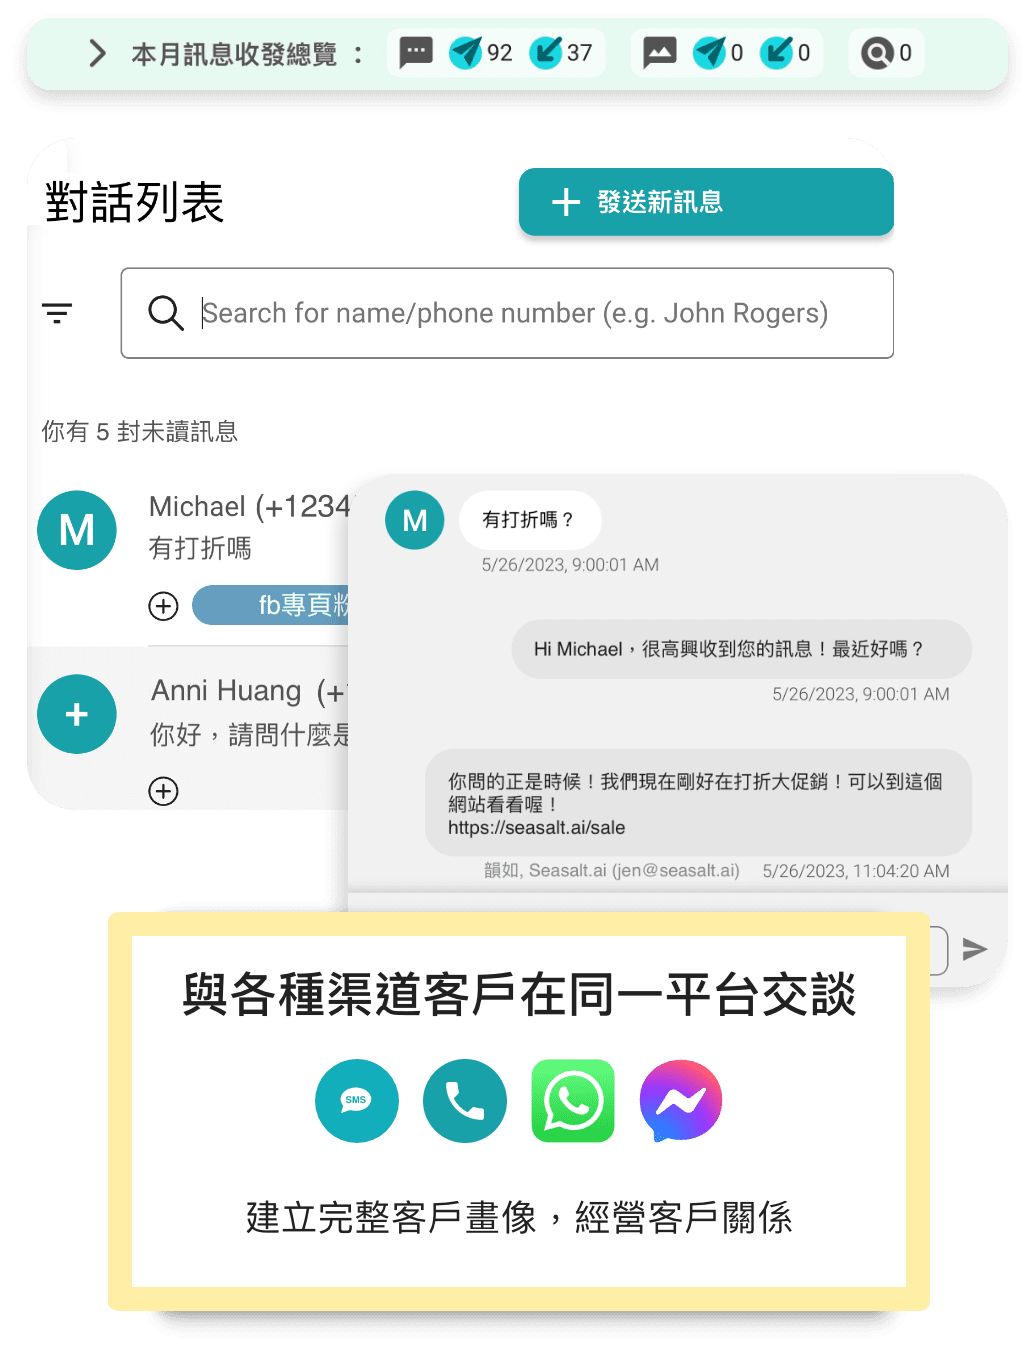 本月訊息收發總覽 ： 92 37 0 0 0
對話列表
發送新訊息
Search for name/phone number (e.g. John Rogers)
你有 5 封未讀訊息
M
Michael (+1234
有打折嗎
fb專頁粉
Anni Huang (+
你好，請問什麼是
M
有打折嗎？
5/26/2023, 9:00:01 AM
Hi Michael，很高興收到您的訊息！最近好嗎？
5/26/2023, 9:00:01 AM
你問的正是時候！我們現在剛好在打折大促銷！可以到這個
網站看看喔！
https://seasalt.ai/sale
韻如, Seasalt.ai (jen@seasalt.ai) 5/26/2023, 11:04:20 AM
與各種渠道客戶在同一平台交談
SMS
建立完整客戶畫像，經營客戶關係